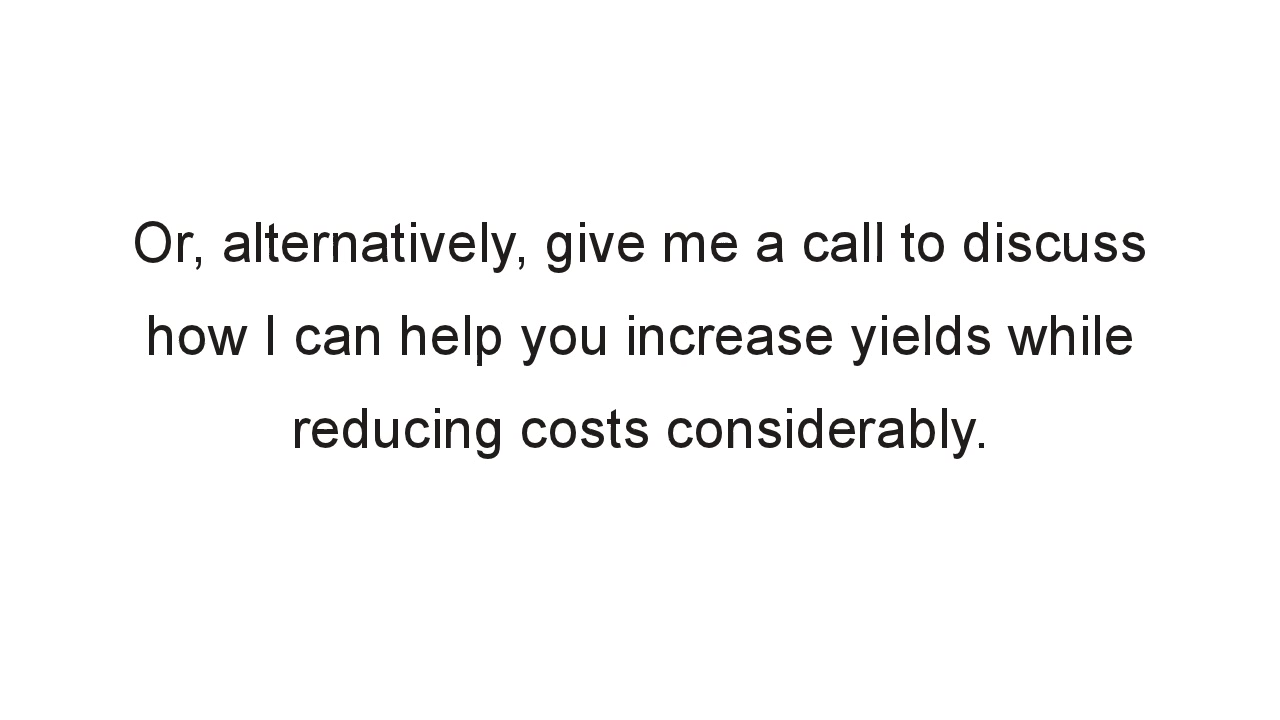 Or, alternatively, give me a call to discuss
how I can help you increase yields while
reducing costs considerably.